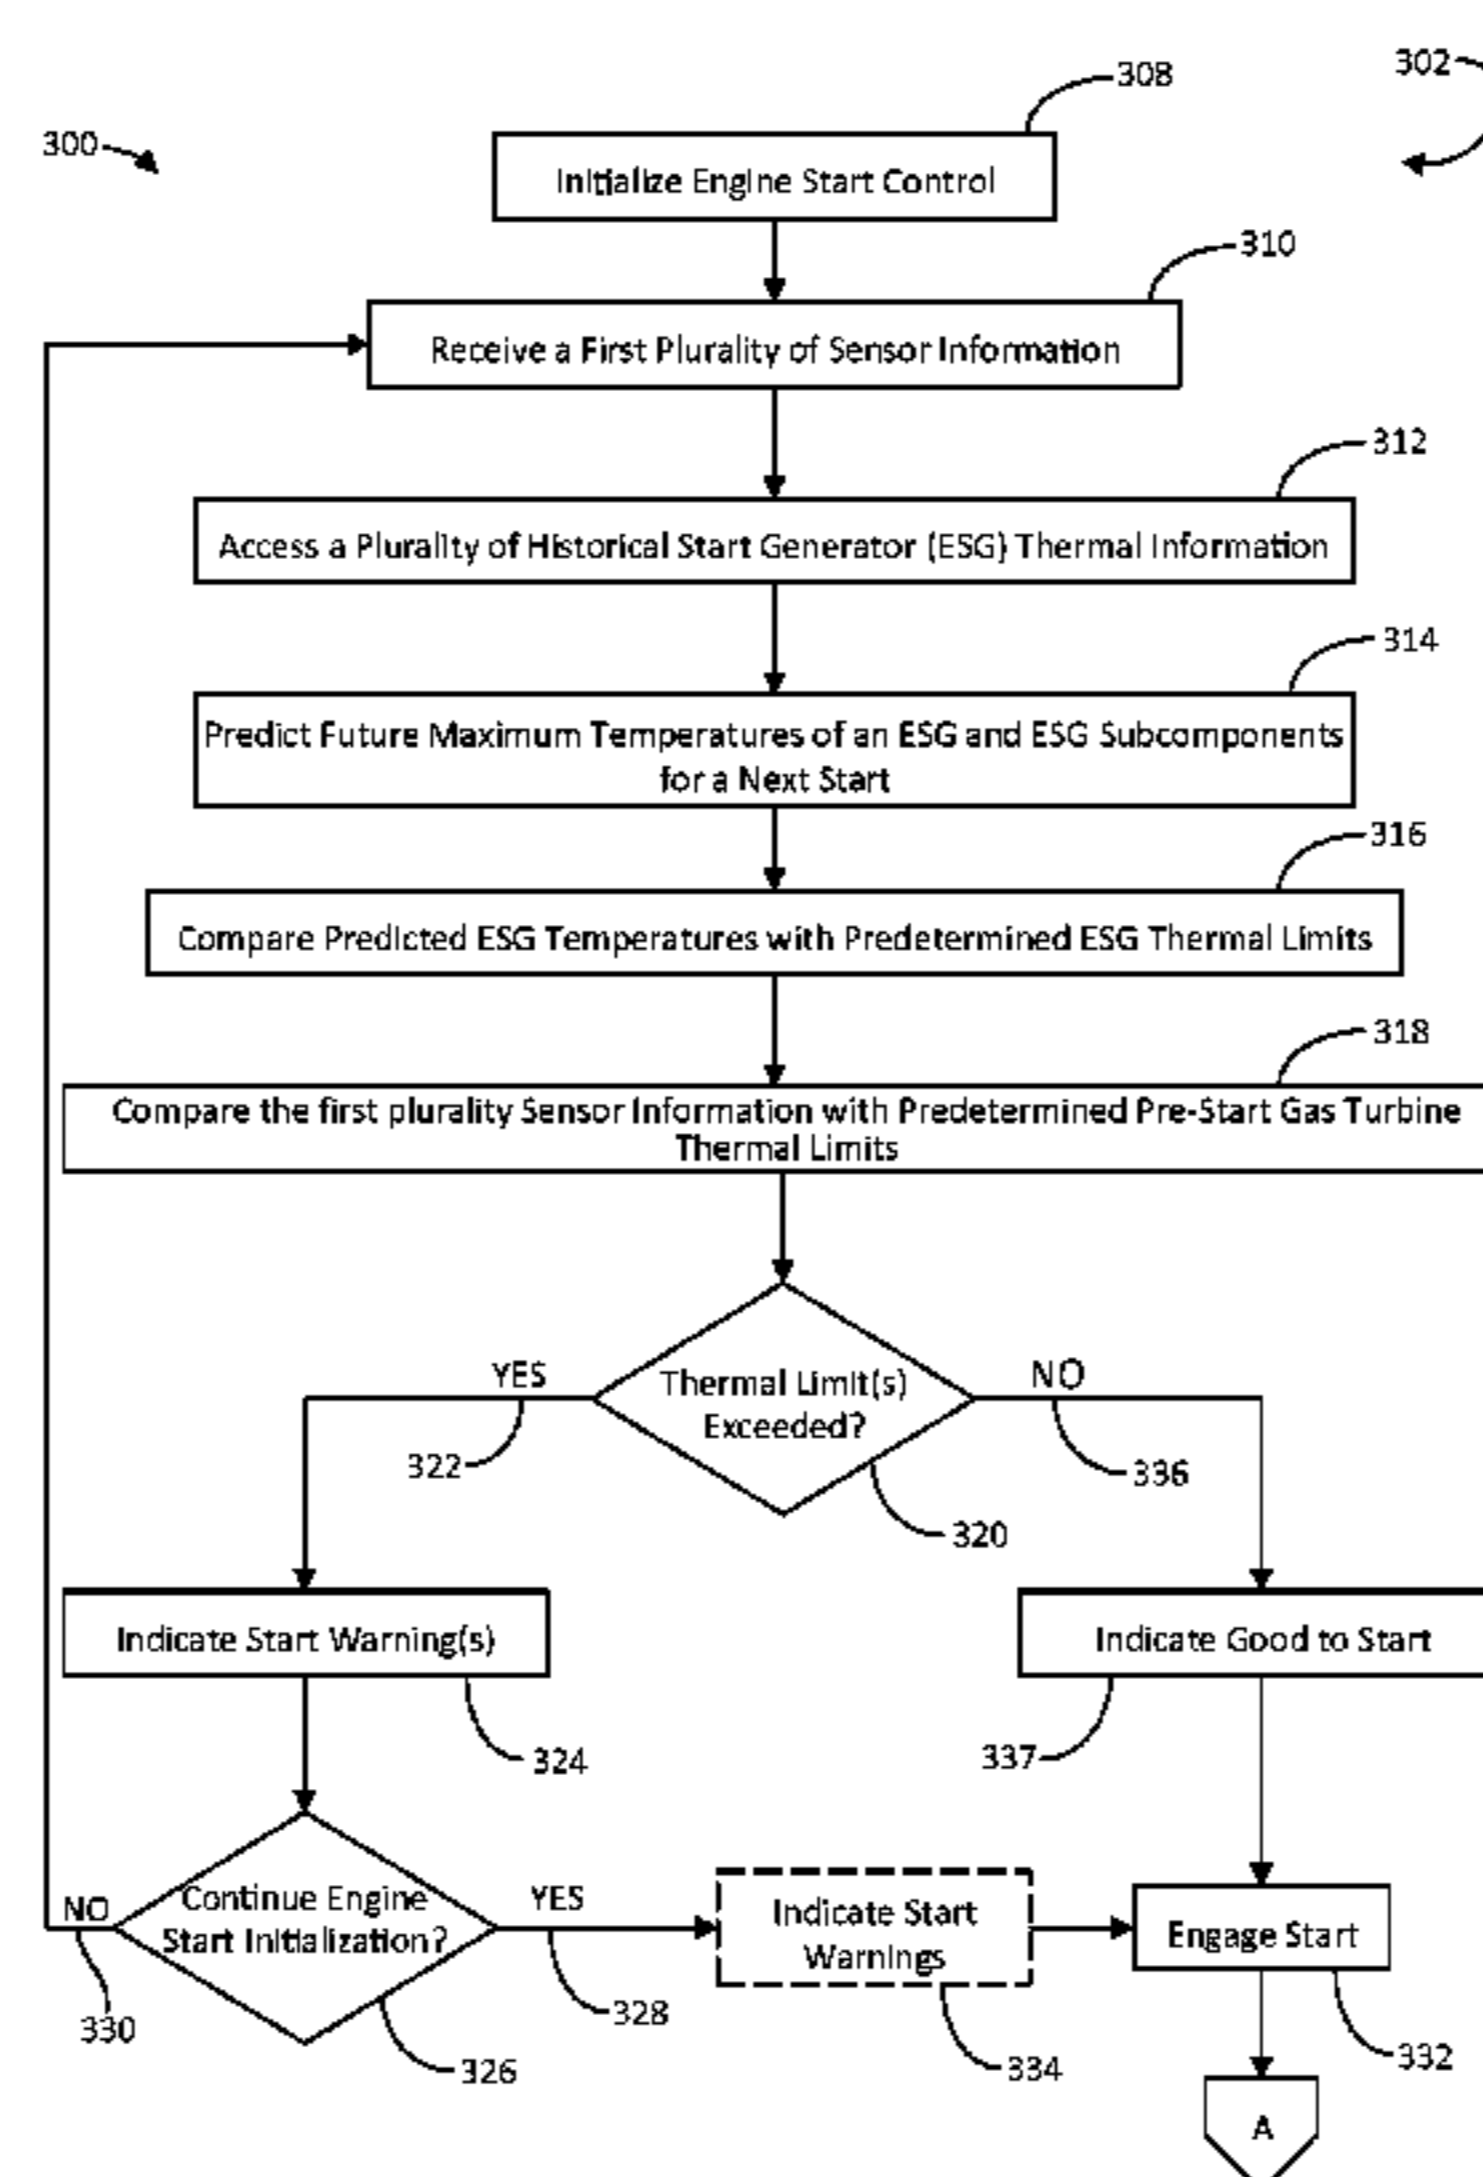 302
308
300
Initialize Engine Start Control
310
Receive a First Plurality of Sensor Information
312
Access a Plurality of Historical Start Generator (ESG) Thermal Information
314
Predict Future Maximum Temperatures of an ESG and ESG Subcomponents
for a Next Start
316
Compare Predicted ESG Temperatures with Predetermined ESG Thermal Limits
318
Compare the first plurality Sensor Information with Predetermined Pre-Start Gas Turbine
Thermal Limits
YES
Thermal Limit(s)
Exceeded?
NO
322
336
320
Indicate Start Warning(s)
Indicate Good to Start
324
337
NO
Continue Engine
Start Initialization?
YES
Indicate Start
Warnings
Engage Start
330
328
326
334
332
A